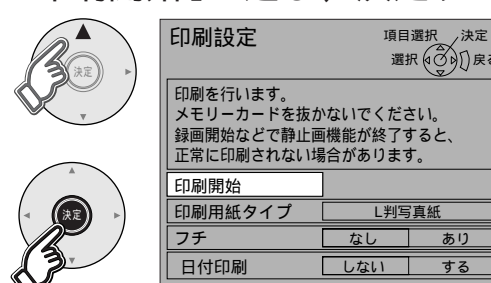 決定
決定
印刷設定
項目選択
決定
選択
戻る
印刷を行います。
メモリーカードを抜かないでください。
録画開始などで静止画機能が終了すると、
正常に印刷されない場合があります。
印刷開始
印刷用紙タイプ L判写真紙
フチ なし あり
日付印刷 しない する